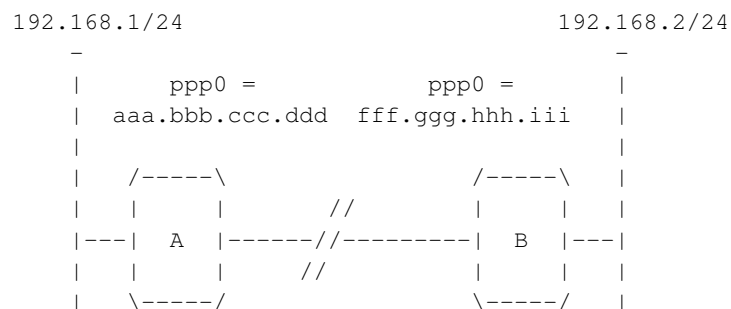 192.168.1/24                                 192.168.2/24
    -                                             -
    |      ppp0 =              ppp0 =        |
    |  aaa.bbb.ccc.ddd  fff.ggg.hhh.iii   |
    |                                             |
    |   /-----\                   /-----\   |
    |   |     |        //         |     |   |
    |---|  A  |------//---------|  B  |---|
    |   |     |      //           |     |   |
    |   \-----/                   \-----/   |